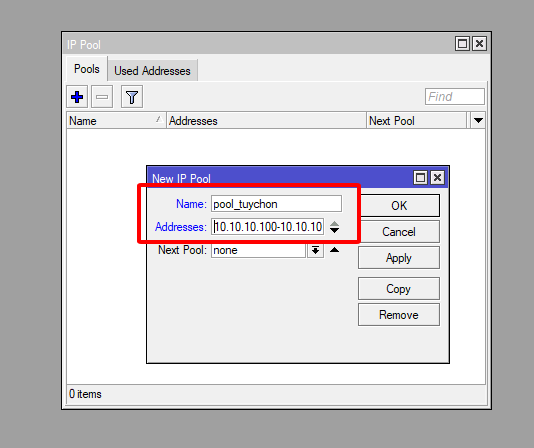 IP Pool
Pools
Used Addresses
Find
Name
Addresses
Next Pool
New IP Pool
Name: pool_tuychon
OK
Addresses: 10.10.10.100-10.10.10
Cancel
Next Pool: none
Apply
Copy
Remove
0 items